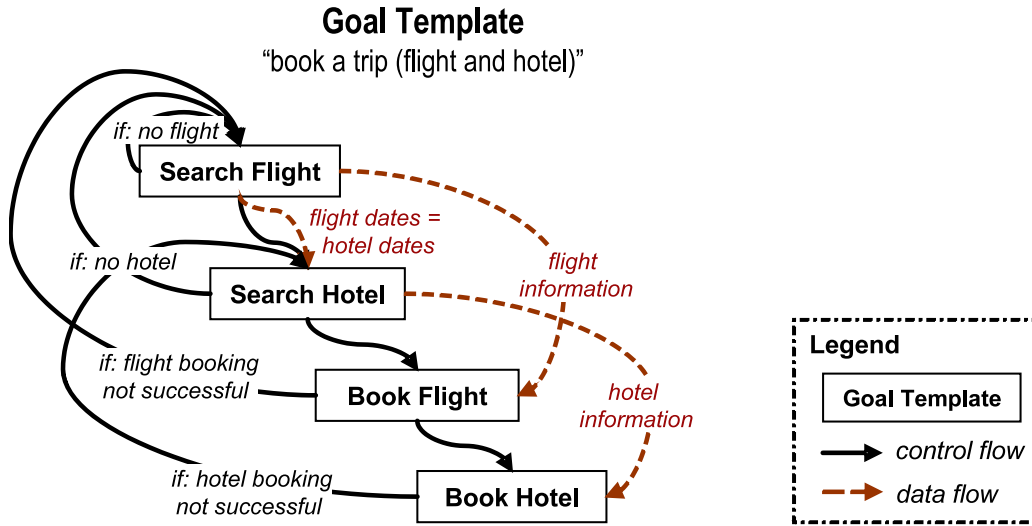 Goal Template
“book a trip (flight and hotel)”
if: no flight
Search Flight
flight dates =
hotel dates
if: no hotel
flight
information
Search Hotel
if: flight booking
not successful
Book Flight
hotel
information
if: hotel booking
not successful
Book Hotel
Legend
Goal Template
control flow
data flow